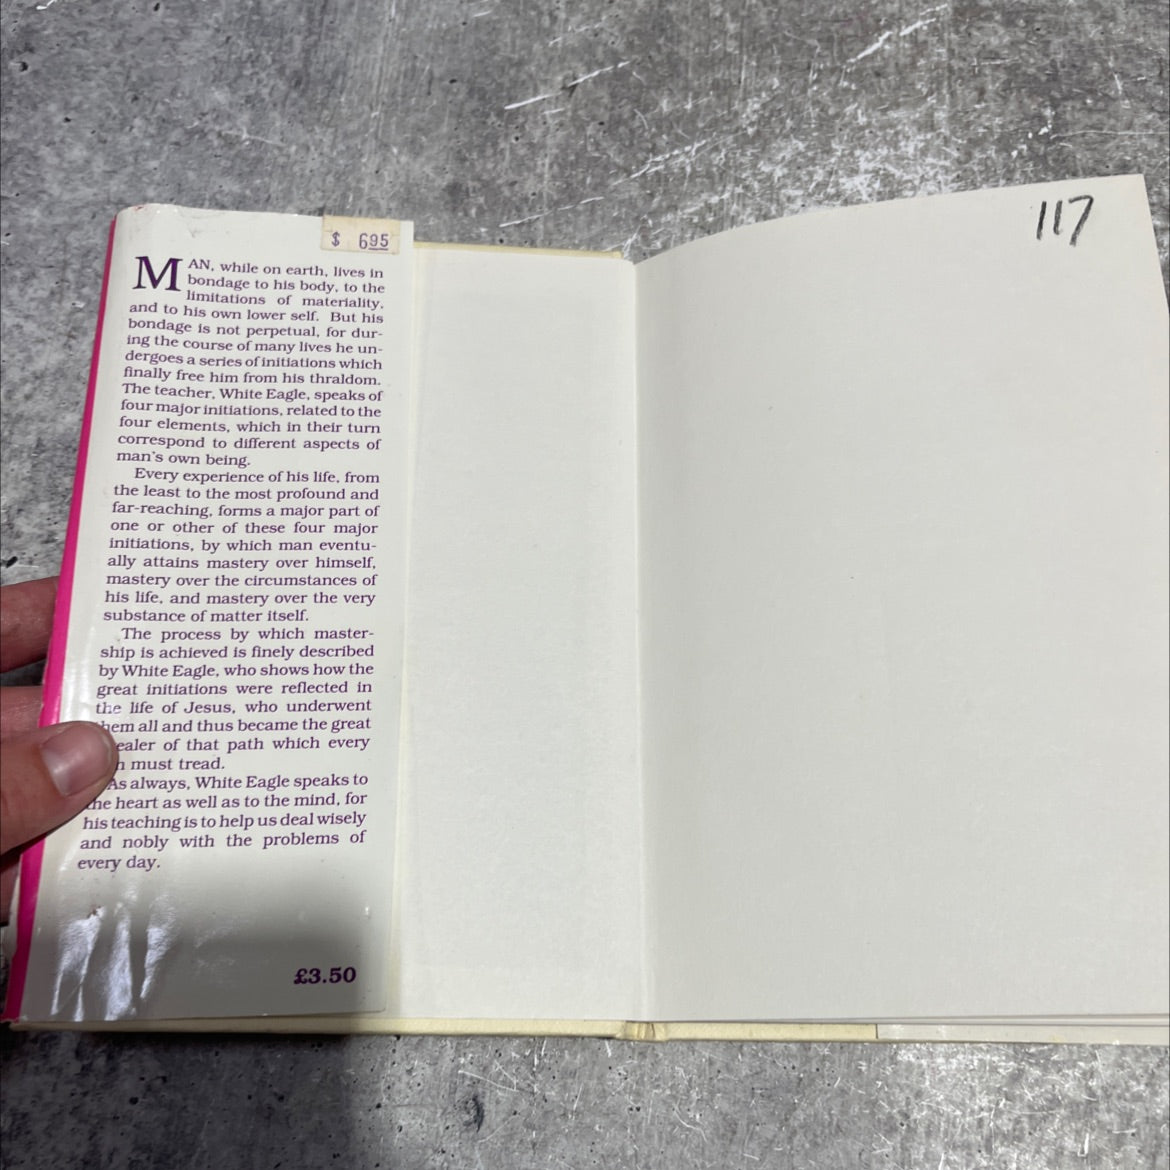 $ 695
MAN, while on earth, lives in
bondage to his body, to the
limitations of materiality,
and to his own lower self. But his
bondage is not perpetual, for dur-
ing the course of many lives he un-
dergoes a series of initiations which
finally free him from his thraldom.
The teacher, White Eagle, speaks of
four major initiations, related to the
four elements, which in their turn
correspond to different aspects of
man's own being.
Every experience of his life, from
the least to the most profound and
far-reaching, forms a major part of
one or other of these four major
initiations, by which man eventu-
ally attains mastery over himself,
mastery over the circumstances of
his life, and mastery over the very
substance of matter itself.
The process by which master-
ship is achieved is finely described
by White Eagle, who shows how the
great initiations were reflected in
the life of Jesus, who underwent
hem all and thus became the great
ealer of that path which every
n must tread.
As always, White Eagle speaks to
the heart as well as to the mind, for
his teaching is to help us deal wisely
and nobly with the problems of
every day.
£3.50
117